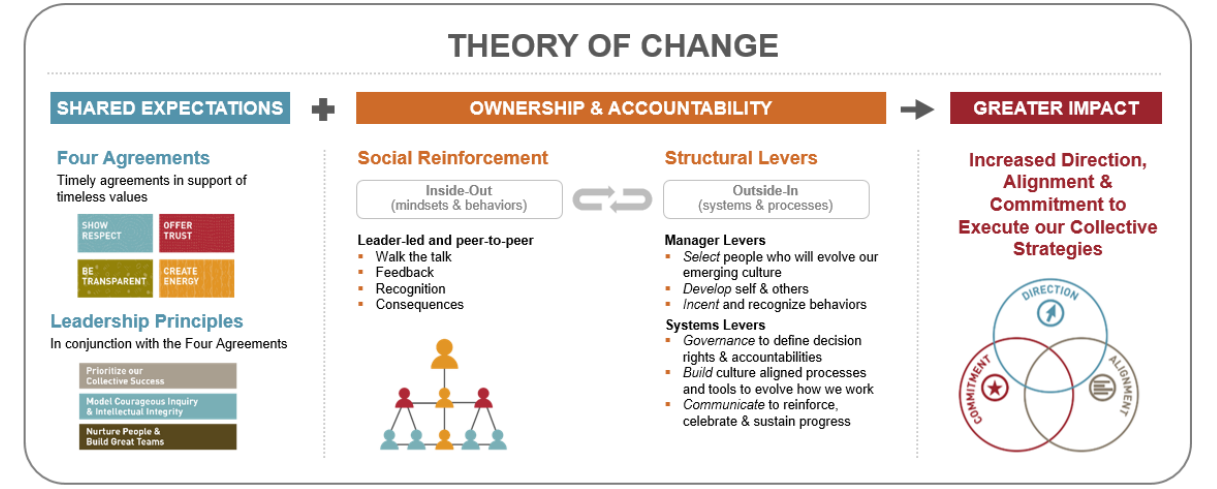 THEORY OF CHANGE
SHARED EXPECTATIONS
OWNERSHIP & ACCOUNTABILITY
GREATER IMPACT
Four Agreements
Timely agreements in support of
timeless values
SHOW
RESPECT
OFFER
TRUST
BE
TRANSPARENT
CREATE
ENERGY
Leadership Principles
In conjunction with the Four Agreements
Prioritize our
Collective Success
Model Courageous Inquiry
& Intellectual Integrity
Nurture People &
Build Great Teams
Social Reinforcement
Inside-Out
(mindsets & behaviors)
Leader-led and peer-to-peer
Walk the talk
Feedback
Recognition
Consequences
Structural Levers
Outside-In
(systems & processes)
Manager Levers
Select people who will evolve our
emerging culture
Develop self & others
Incent and recognize behaviors
Systems Levers
Governance to define decision
rights & accountabilities
Build culture aligned processes
and tools to evolve how we work
Communicate to reinforce,
celebrate & sustain progress
Increased Direction,
Alignment &
Commitment to
Execute our Collective
Strategies
DIRECTION
COMMITMENT
ALIGNMENT